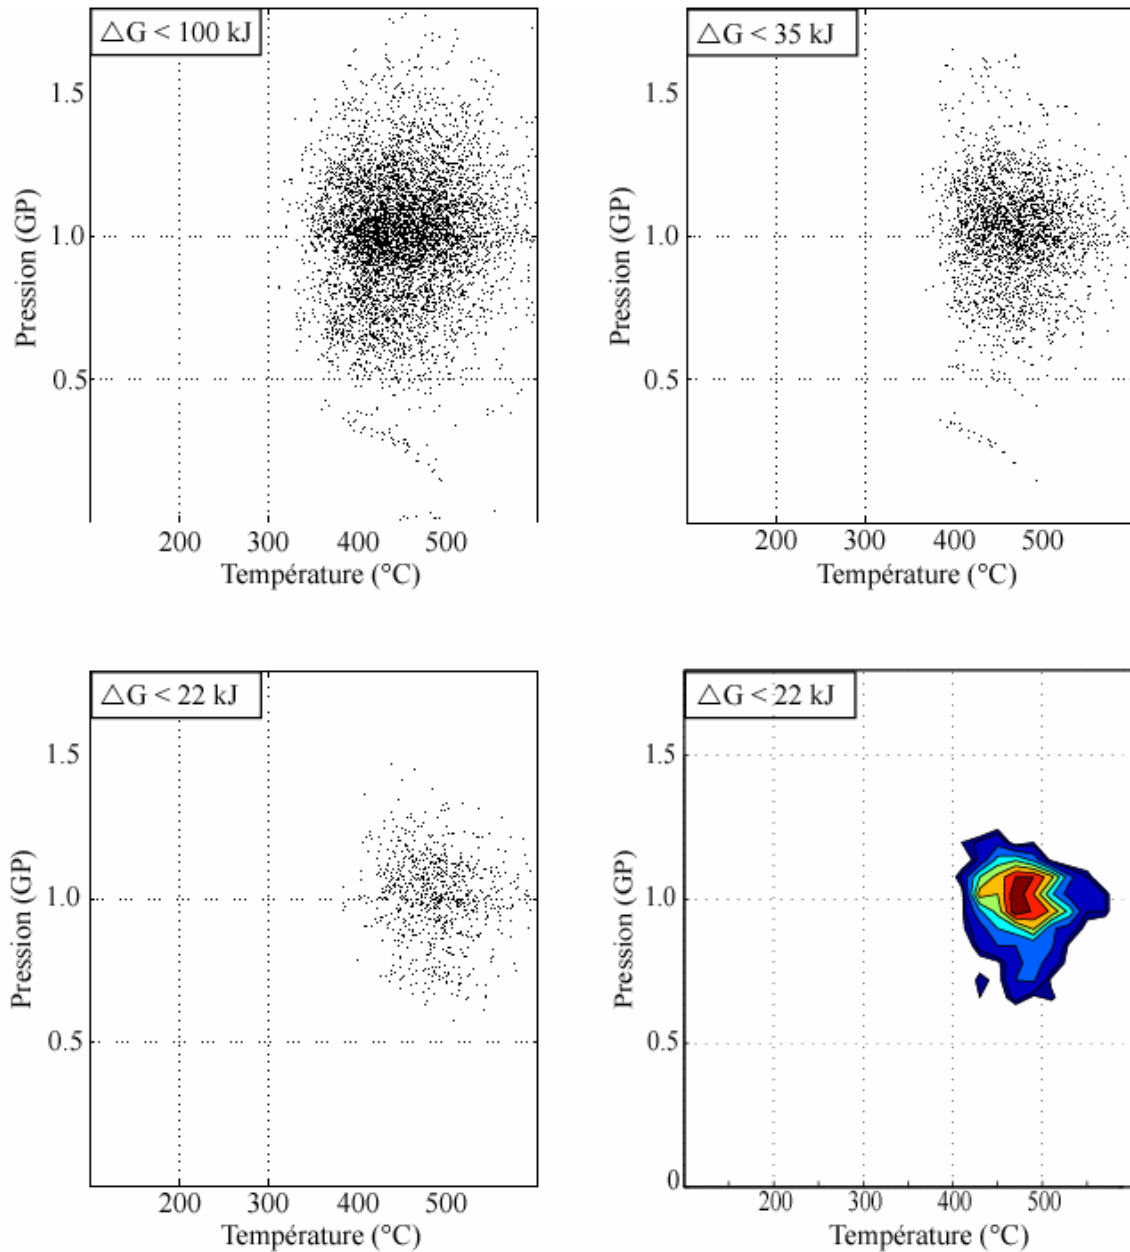 △G < 100 kJ
1.5
1.0
0.5
Pression (GP)
200 300 400 500
Température (°C)
△G < 35 kJ
1.5
1.0
0.5
Pression (GP)
200 300 400 500
Température (°C)
△G < 22 kJ
1.5
1.0
0.5
Pression (GP)
200 300 400 500
Température (°C)
△G < 22 kJ
1.5
1.0
0.5
0
Pression (GP)
200 300 400 500
Température (°C)